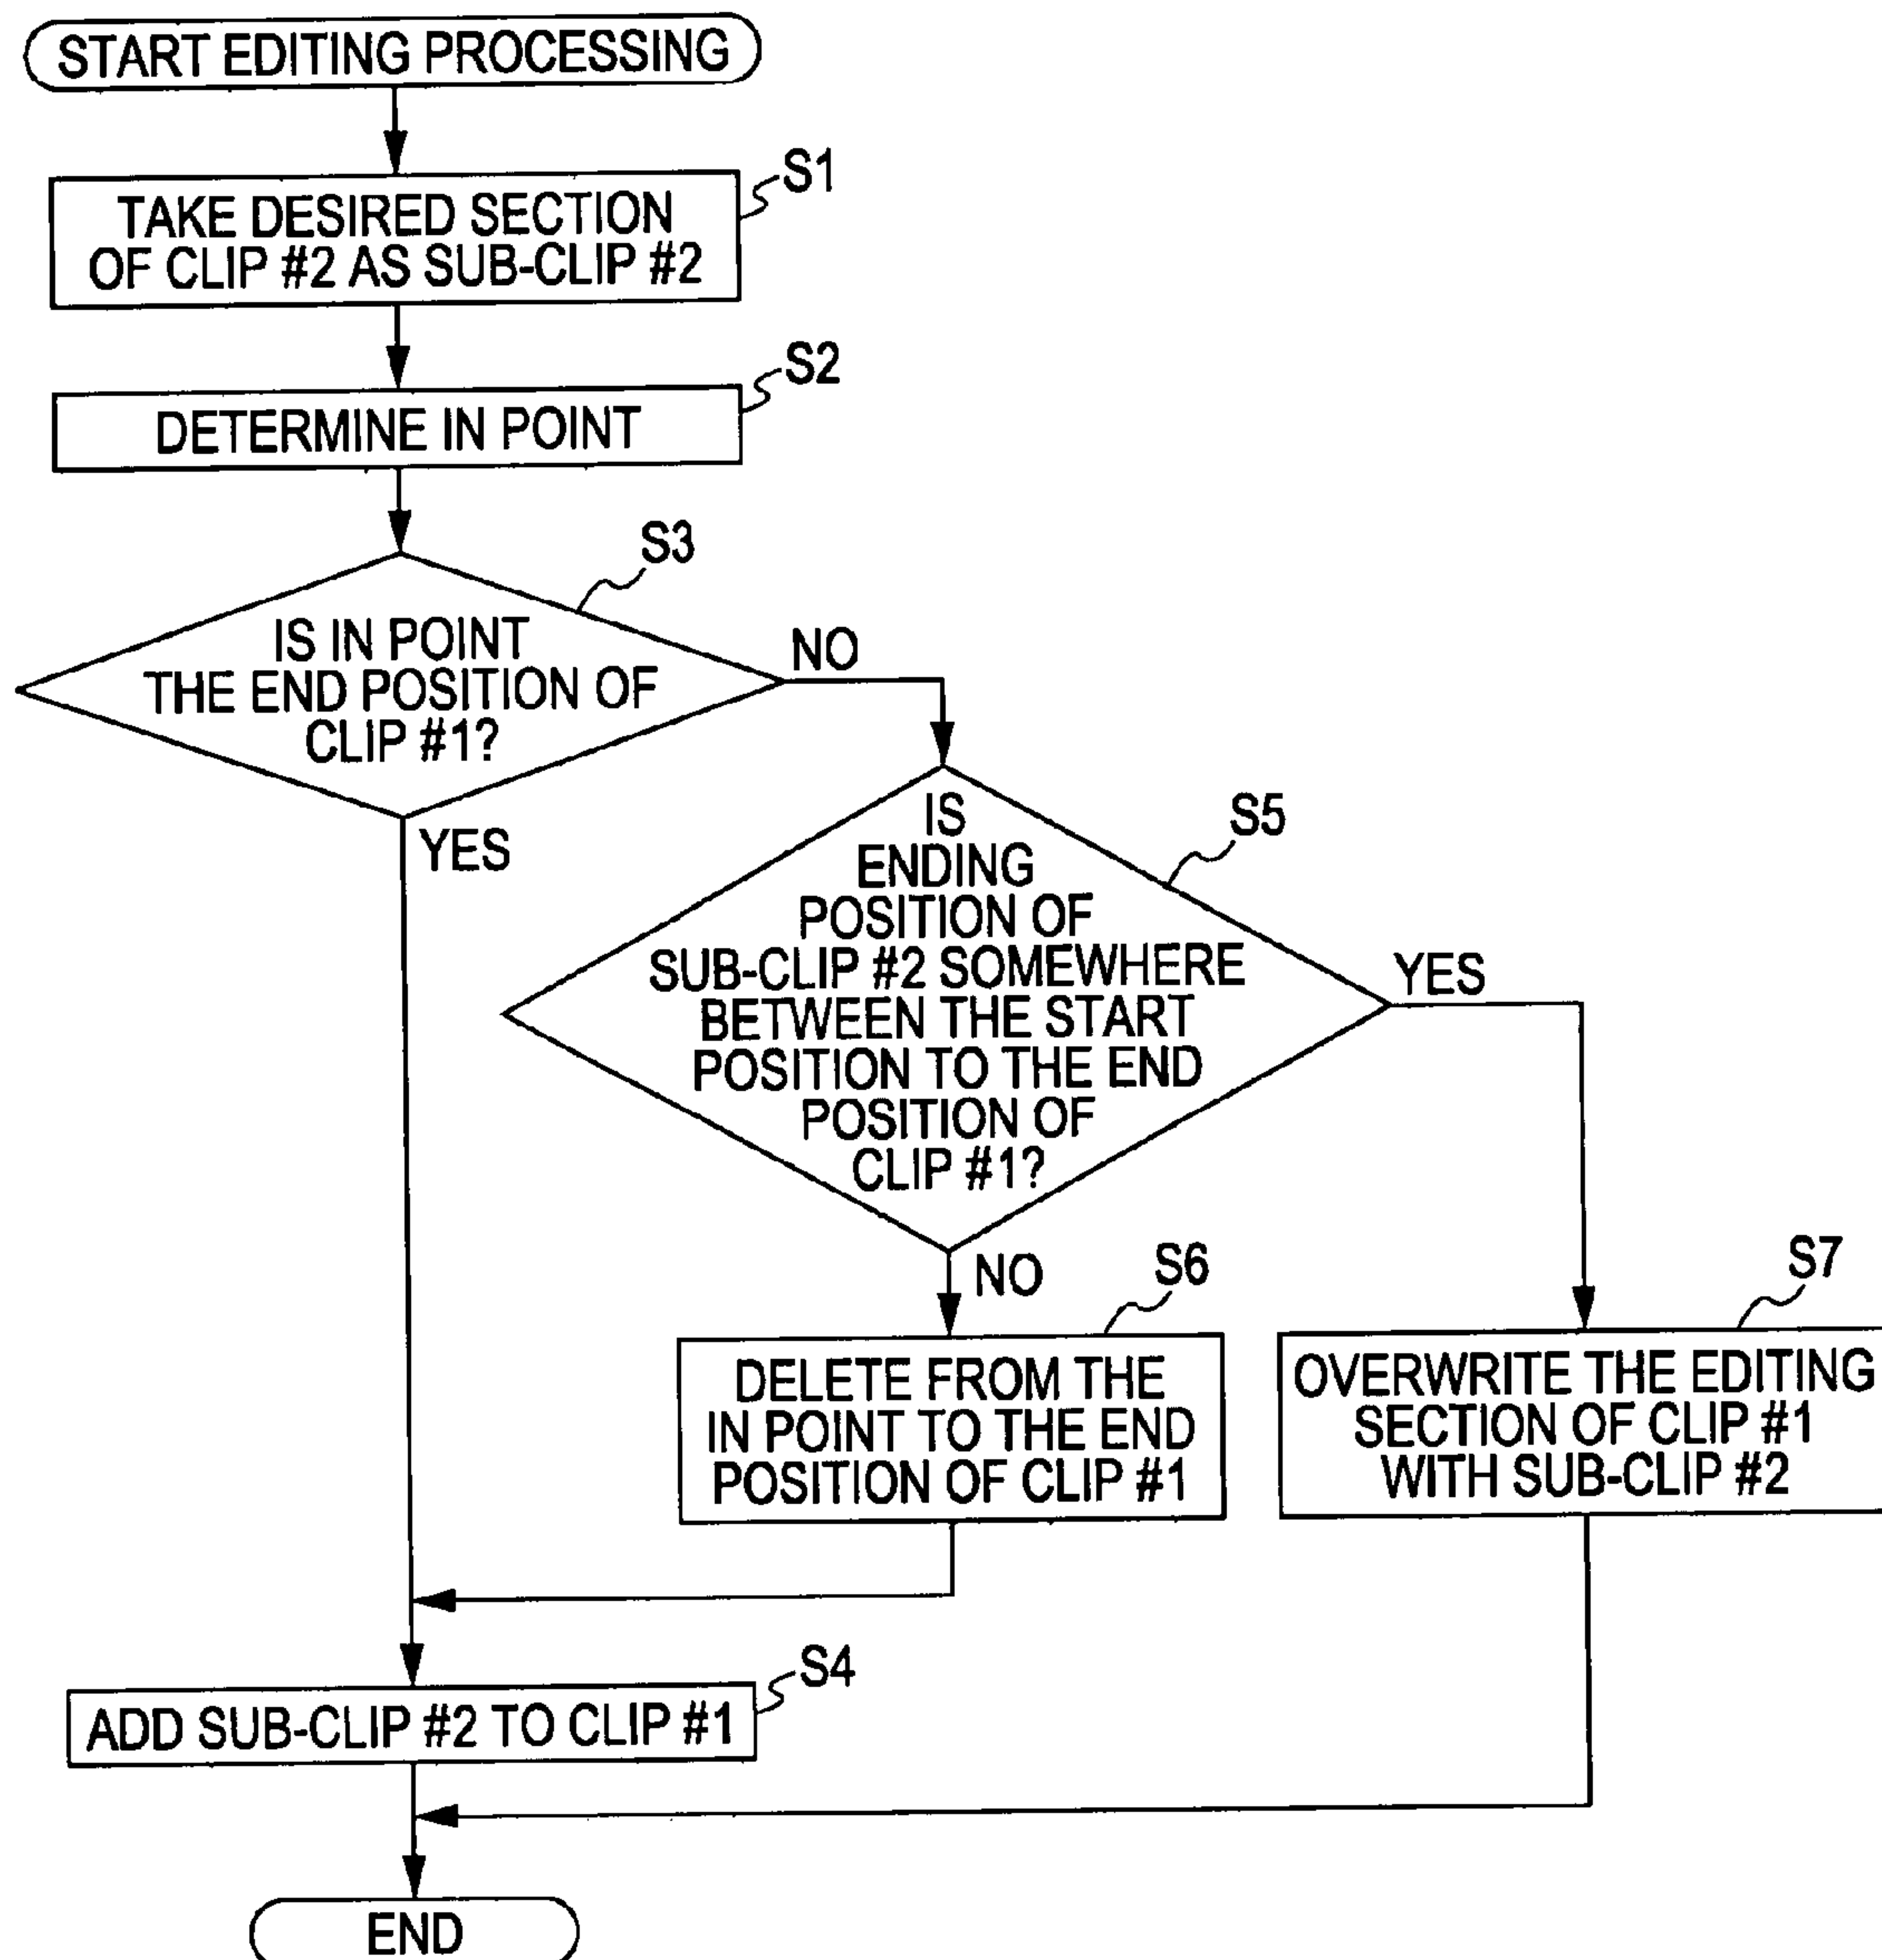 START EDITING PROCESSING
S1
TAKE DESIRED SECTION
OF CLIP #2 AS SUB-CLIP #2
S2
DETERMINE IN POINT
S3
IS IN POINT
THE END POSITION OF
CLIP #1?
NO
YES
S5
IS
ENDING
POSITION OF
SUB-CLIP #2 SOMEWHERE
BETWEEN THE START
POSITION TO THE END
POSITION OF
CLIP #1?
YES
NO
S6
DELETE FROM THE
IN POINT TO THE END
POSITION OF CLIP #1
S7
OVERWRITE THE EDITING
SECTION OF CLIP #1
WITH SUB-CLIP #2
S4
ADD SUB-CLIP #2 TO CLIP #1
END